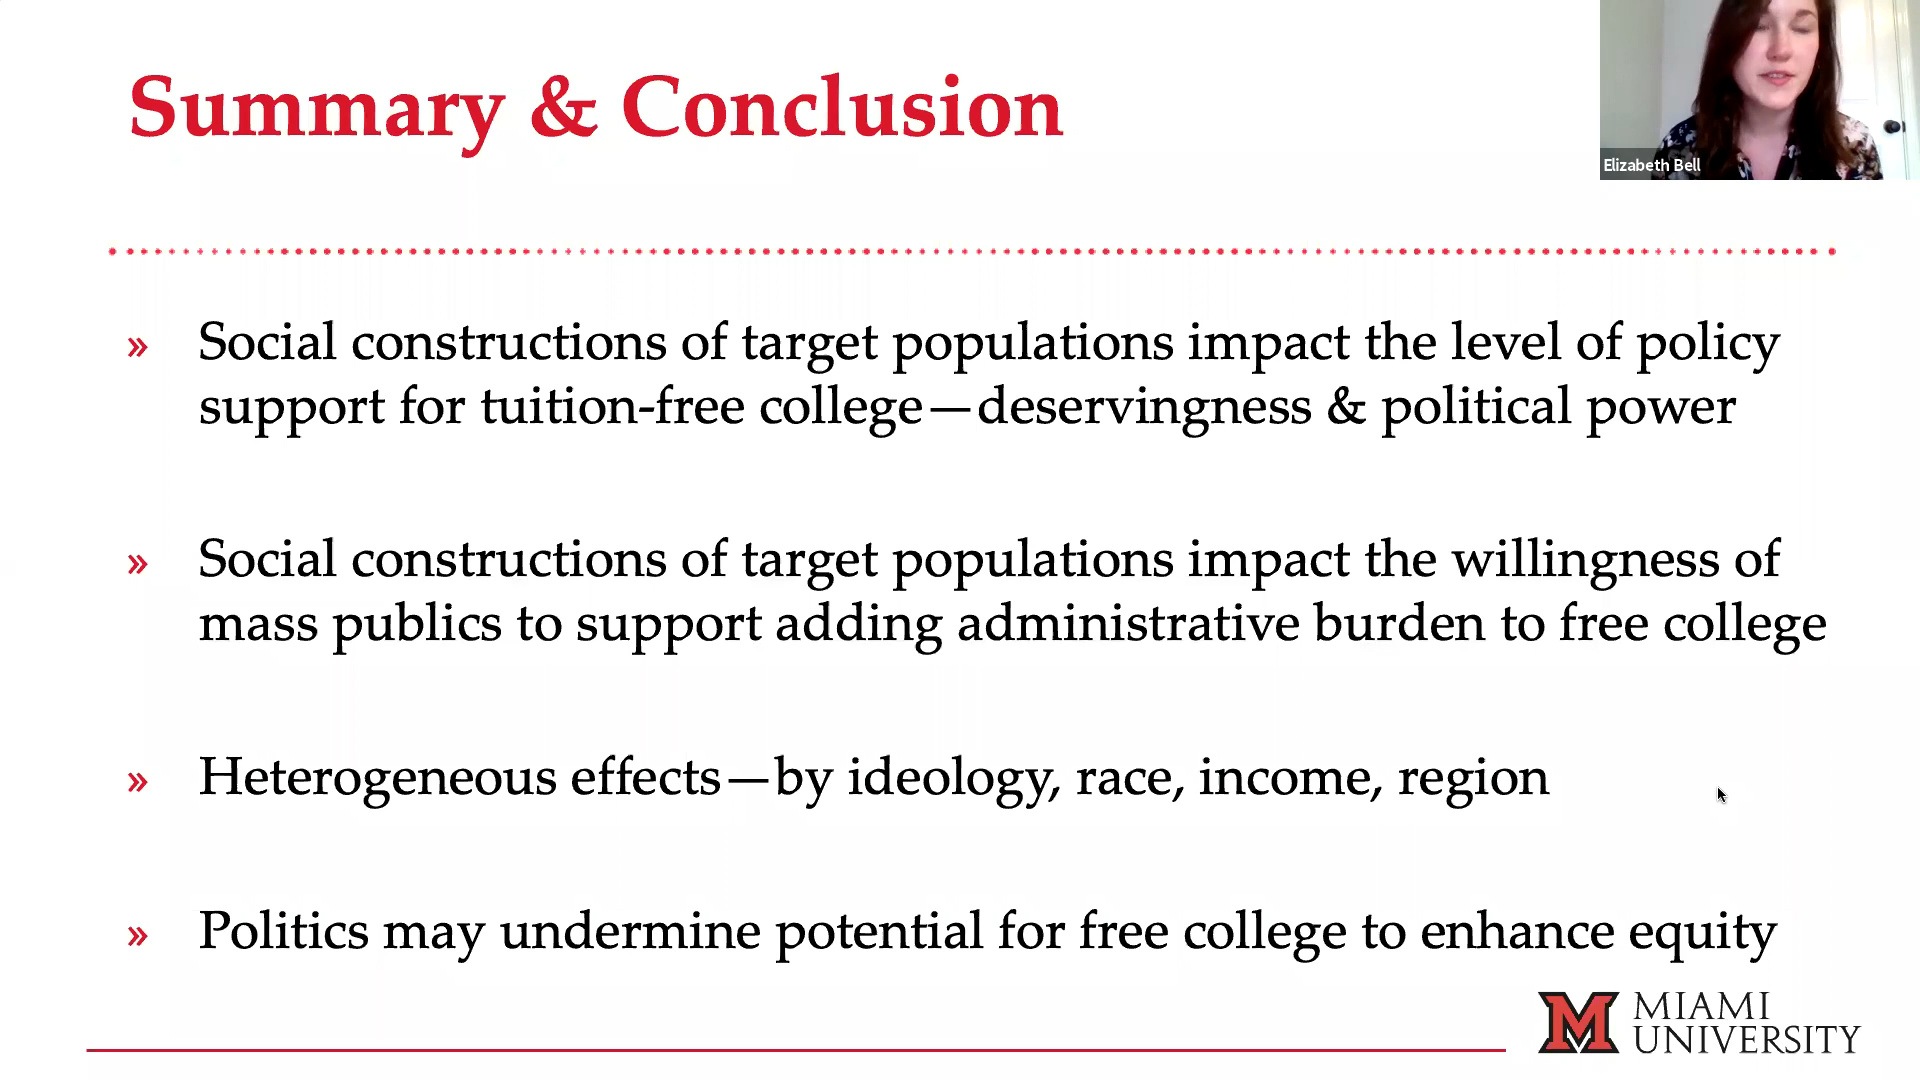 Summary & Conclusion
Elizabeth Bell
» Social constructions of target populations impact the level of policy
support for tuition-free college—deservingness & political power
» Social constructions of target populations impact the willingness of
mass publics to support adding administrative burden to free college
» Heterogeneous effects—by ideology, race, income, region
» Politics may undermine potential for free college to enhance equity
M MIAMI
UNIVERSITY